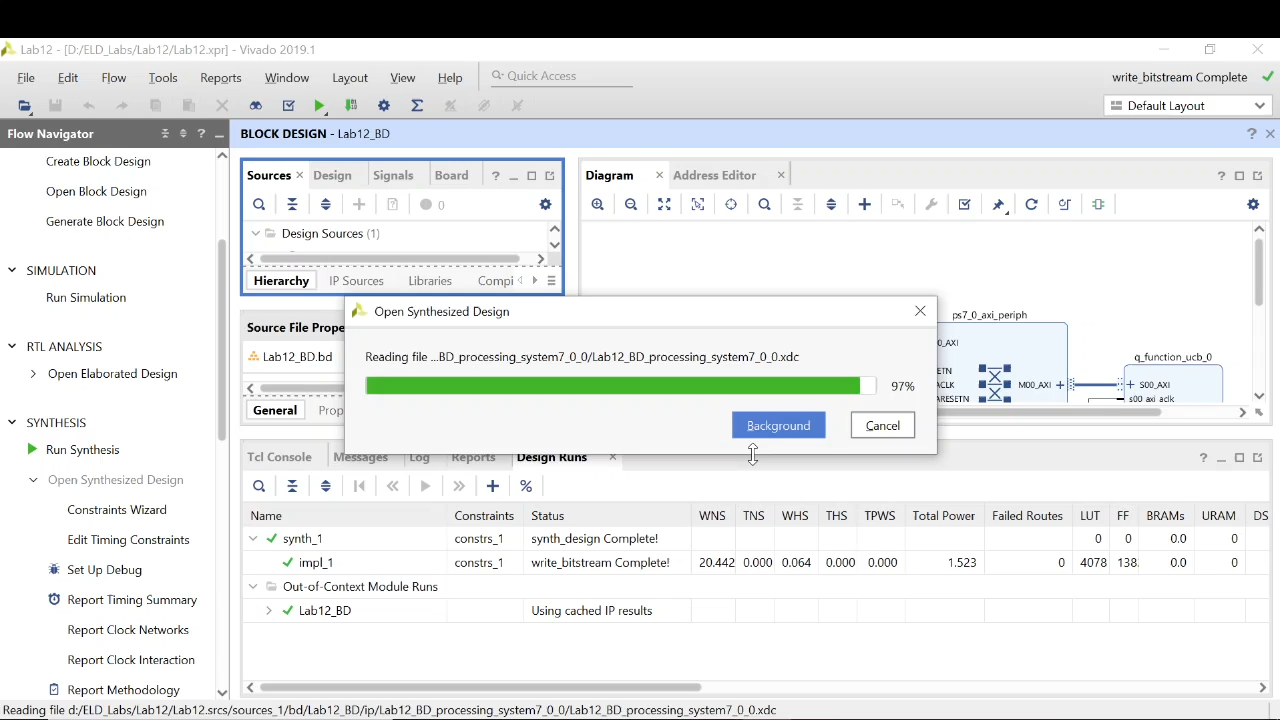 Lab12 - [D:/ELD_Labs/Lab12/Lab12.xpr] - Vivado 2019.1
File Edit Flow Tools Reports Window Layout View Help Quick Access write_bitstream Complete
Default Layout
Flow Navigator
BLOCK DESIGN - Lab12_BD
Create Block Design
Open Block Design
Generate Block Design
SIMULATION
Run Simulation
RTL ANALYSIS
Open Elaborated Design
SYNTHESIS
Run Synthesis
Open Synthesized Design
Constraints Wizard
Edit Timing Constraints
Set Up Debug
Report Timing Summary
Report Clock Networks
Report Clock Interaction
Report Methodology
Sources Design Signals Board
0
Design Sources (1)
Hierarchy IP Sources Libraries Compi
Source File Prope
Lab12_BD.bd
General Prop
Diagram Address Editor
ps7_0_axi_periph
_AXI
ETN
ACLK M00_AXI
ARESETN
q_function_ucb_0
S00_AXI
s00_axi_aclk
Open Synthesized Design
Reading file ...BD_processing_system7_0_0/Lab12_BD_processing_system7_0_0.xdc
97%
Background Cancel
Tcl Console Messages Log Reports Design Runs
Name Constraints Status WNS TNS WHS THS TPWS Total Power Failed Routes LUT FF BRAMs URAM DS
synth_1 constrs_1 synth_design Complete! 0 0 0.0 0
impl_1 constrs_1 write_bitstream Complete! 20.442 0.000 0.064 0.000 0.000 1.523 0 4078 138 0.0 0
Out-of-Context Module Runs
Lab12_BD Using cached IP results
Reading file d:/ELD_Labs/Lab12/Lab12.srcs/sources_1/bd/Lab12_BD/ip/Lab12_BD_processing_system7_0_0/Lab12_BD_processing_system7_0_0.xdc